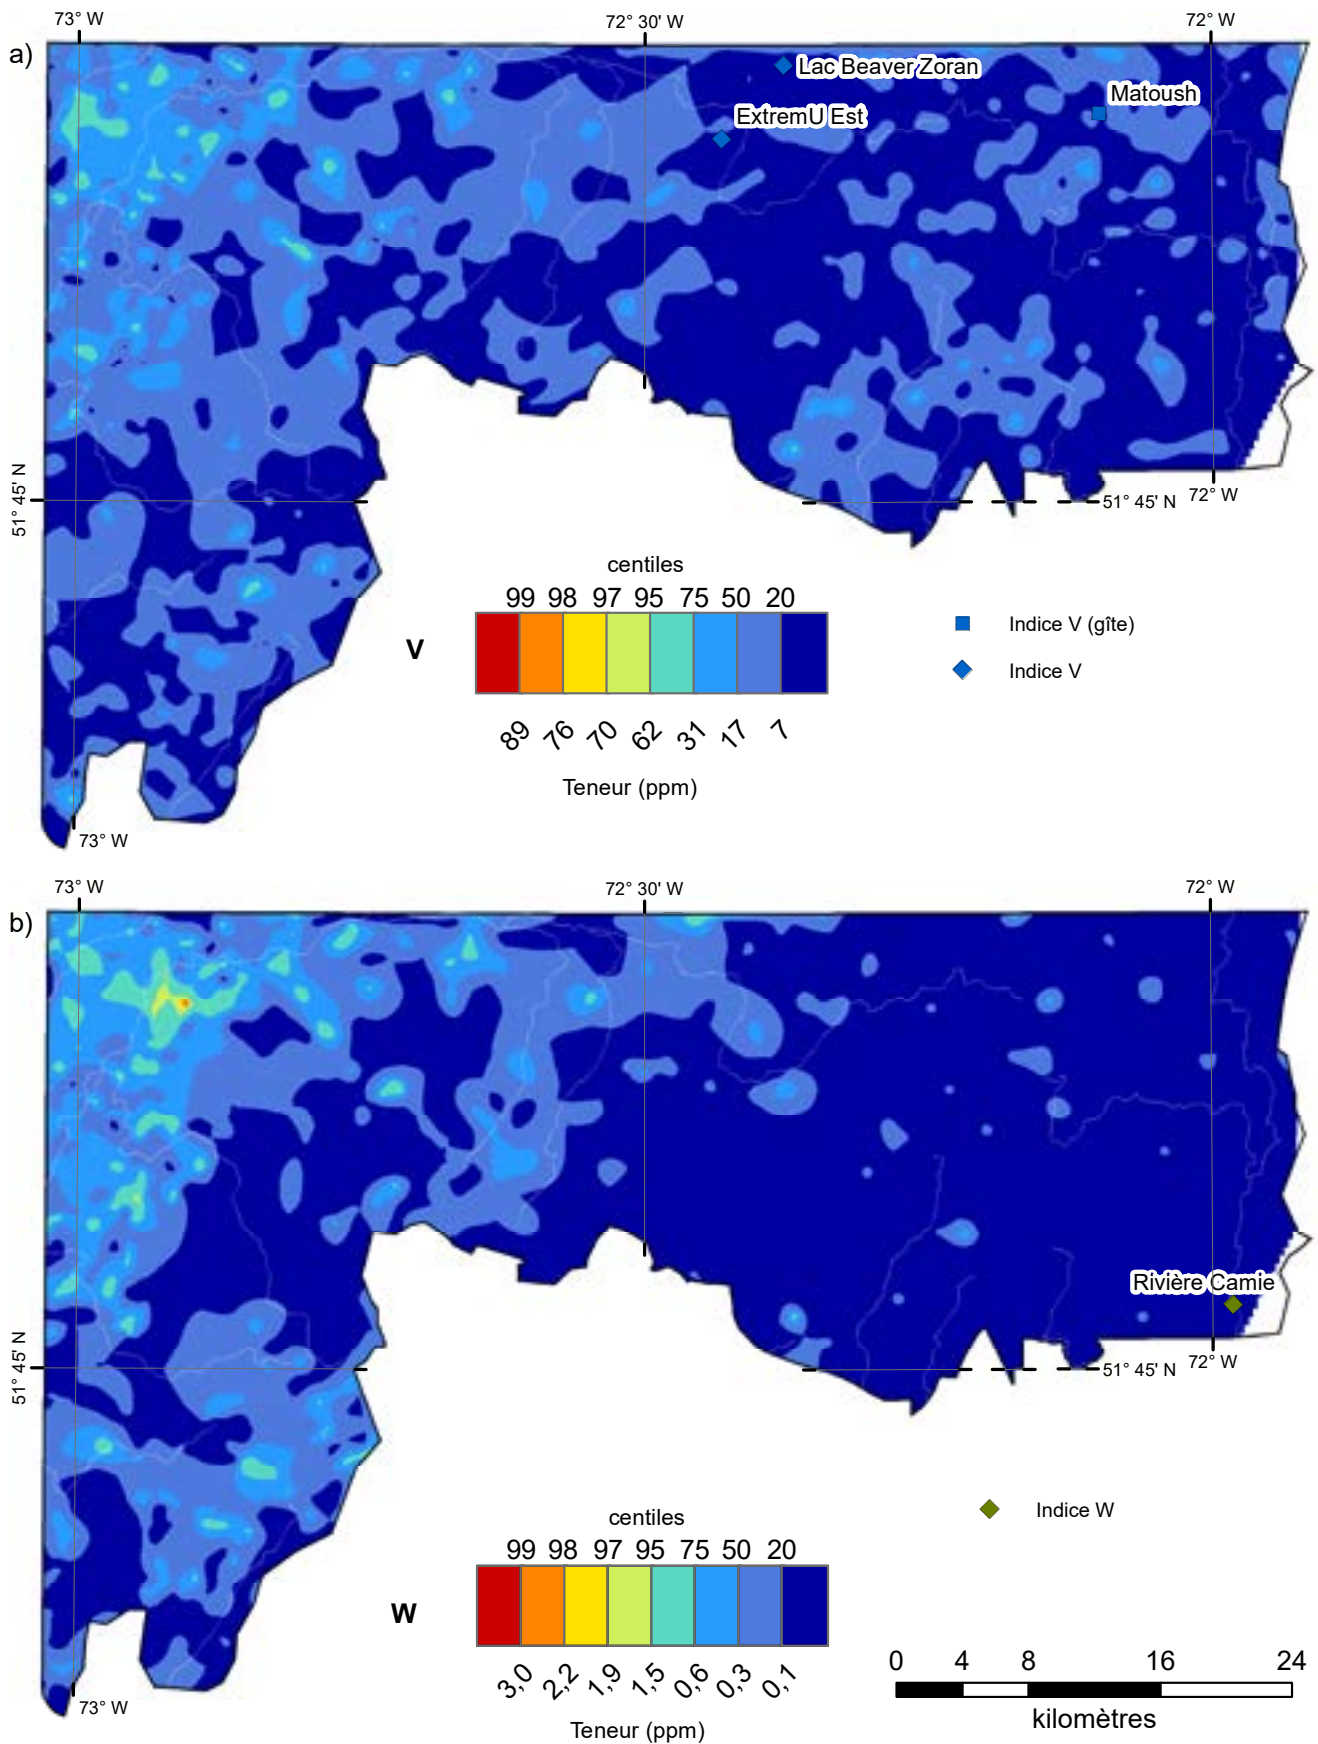 73° W
72° 30' W
72° W
a)
Lac Beaver Zoran
Matoush
ExtremU Est
51° 45' N
51° 45' N
72° W
centiles
99 98 97 95 75 50 20
V
89 76 70 62 31 17 7
Teneur (ppm)
Indice V (gîte)
Indice V
73° W
73° W
72° 30' W
72° W
b)
Rivière Camie
51° 45' N
51° 45' N
72° W
centiles
99 98 97 95 75 50 20
W
3,0 2,2 1,9 1,5 0,6 0,3 0,1
Teneur (ppm)
Indice W
0 4 8 16 24
kilomètres
73° W